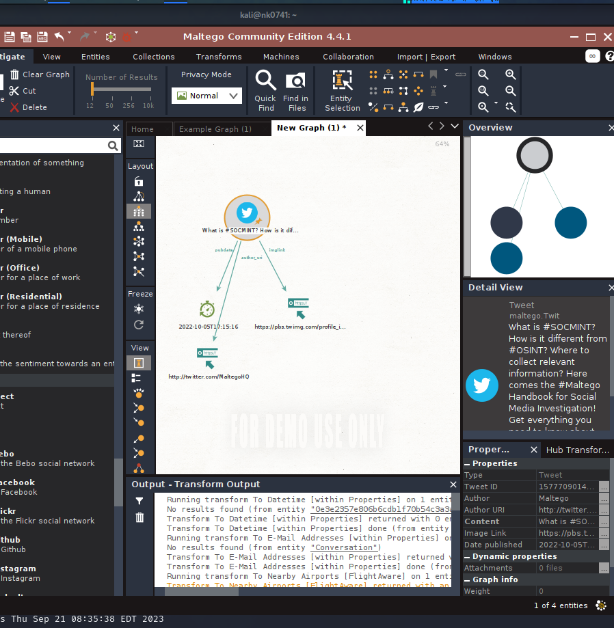 kali@nk0741: ~
Maltego Community Edition 4.4.1
tigate View Entities Collections Transforms Machines Collaboration Import | Export Windows
Clear Graph
Cut
Delete
Number of Results
12 50 256 10k
Privacy Mode
Normal
Quick Find
Find in Files
Entity Selection
Home Example Graph (1) New Graph (1) *
64%
entation of something
ting a human
r
mber
r (Mobile)
r of a mobile phone
r (Office)
r for a place of work
r (Residential)
r for a place of residence
thereof
the sentiment towards an ent
ect
t
ebo
the Bebo social network
acebook
Facebook
ickr
the Flickr social network
thub
Github
stagram
Instagram
Layout
Freeze
View
What is #SOCMINT? How is it dif...
2022-10-05T17:15:16
https://pbs.twimg.com/profile_i...
http://twitter.com/MaltegoHQ
FOR DEMO USE ONLY
Overview
Detail View
Tweet
maltego.Twit
What is #SOCMINT?
How is it different from
#OSINT? Where to
collect relevant
information? Here
comes the #Maltego
Handbook for Social
Media Investigation!
Get everything you
need to know about
Proper... Hub Transfor...
Properties
Type Tweet
Tweet ID 1577709014...
Author Maltego
Author URI http://twitter...
Content What is #SO...
Image Link https://pbs.t...
Date published 2022-10-05T...
Dynamic properties
Attachments 0 files
Graph info
Weight 0
Output - Transform Output
Running transform To Datetime [within Properties] on 1 entit
No results found (from entity "0e3e2357e806b6cdb1f70b54c3a3
Transform To Datetime [within Properties] returned with 0 en
Transform To Datetime [within Properties] done (from entity
Running transform To E-Mail Addresses [within Properties] on
No results found (from entity "Conversation")
Transform To E-Mail Addresses [within Properties] returned w
Transform To E-Mail Addresses [within Properties] done (from
Running transform To Nearby Airports [FlightAware] on 1 enti
Transform To Nearby Airports [FlightAware] returned with an
1 of 4 entities
s Thu Sep 21 08:35:38 EDT 2023